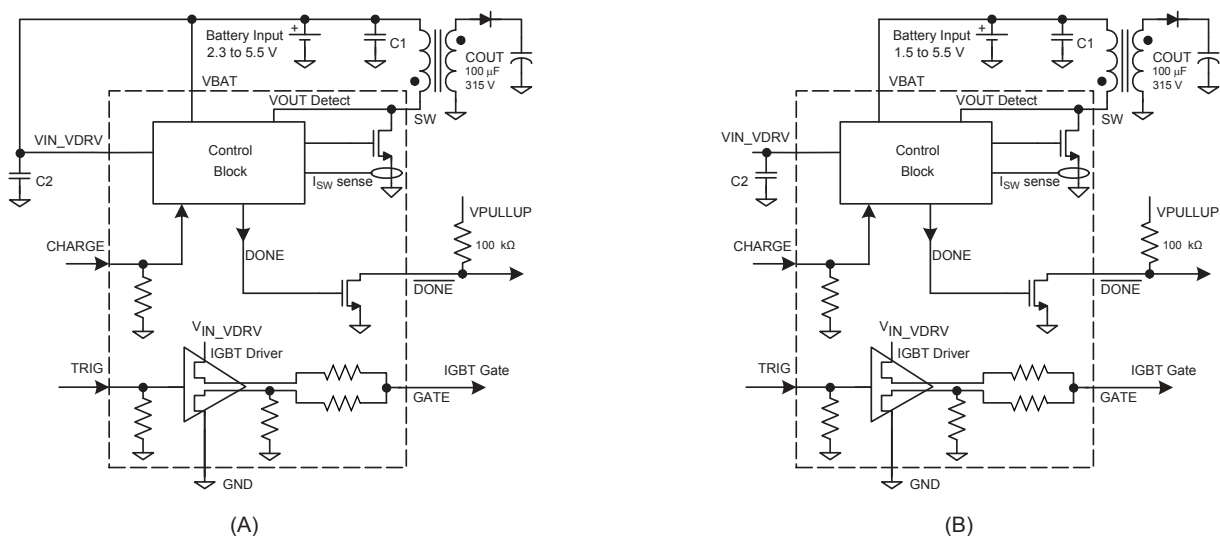 Battery Input
2.3 to 5.5 V
+
C1
COUT
100 μF
315 V
VBAT
VOUT Detect
SW
VIN_VDRV
Control
Block
C2
ISW sense
VPULLUP
100 kΩ
CHARGE
DONE
DONE
VIN_VDRV
IGBT Driver
TRIG
IGBT Gate
GATE
GND
(A)
Battery Input
1.5 to 5.5 V
+
C1
COUT
100 μF
315 V
VBAT
VOUT Detect
SW
VIN_VDRV
Control
Block
C2
ISW sense
VPULLUP
100 kΩ
CHARGE
DONE
DONE
VIN_VDRV
IGBT Driver
TRIG
IGBT Gate
GATE
GND
(B)